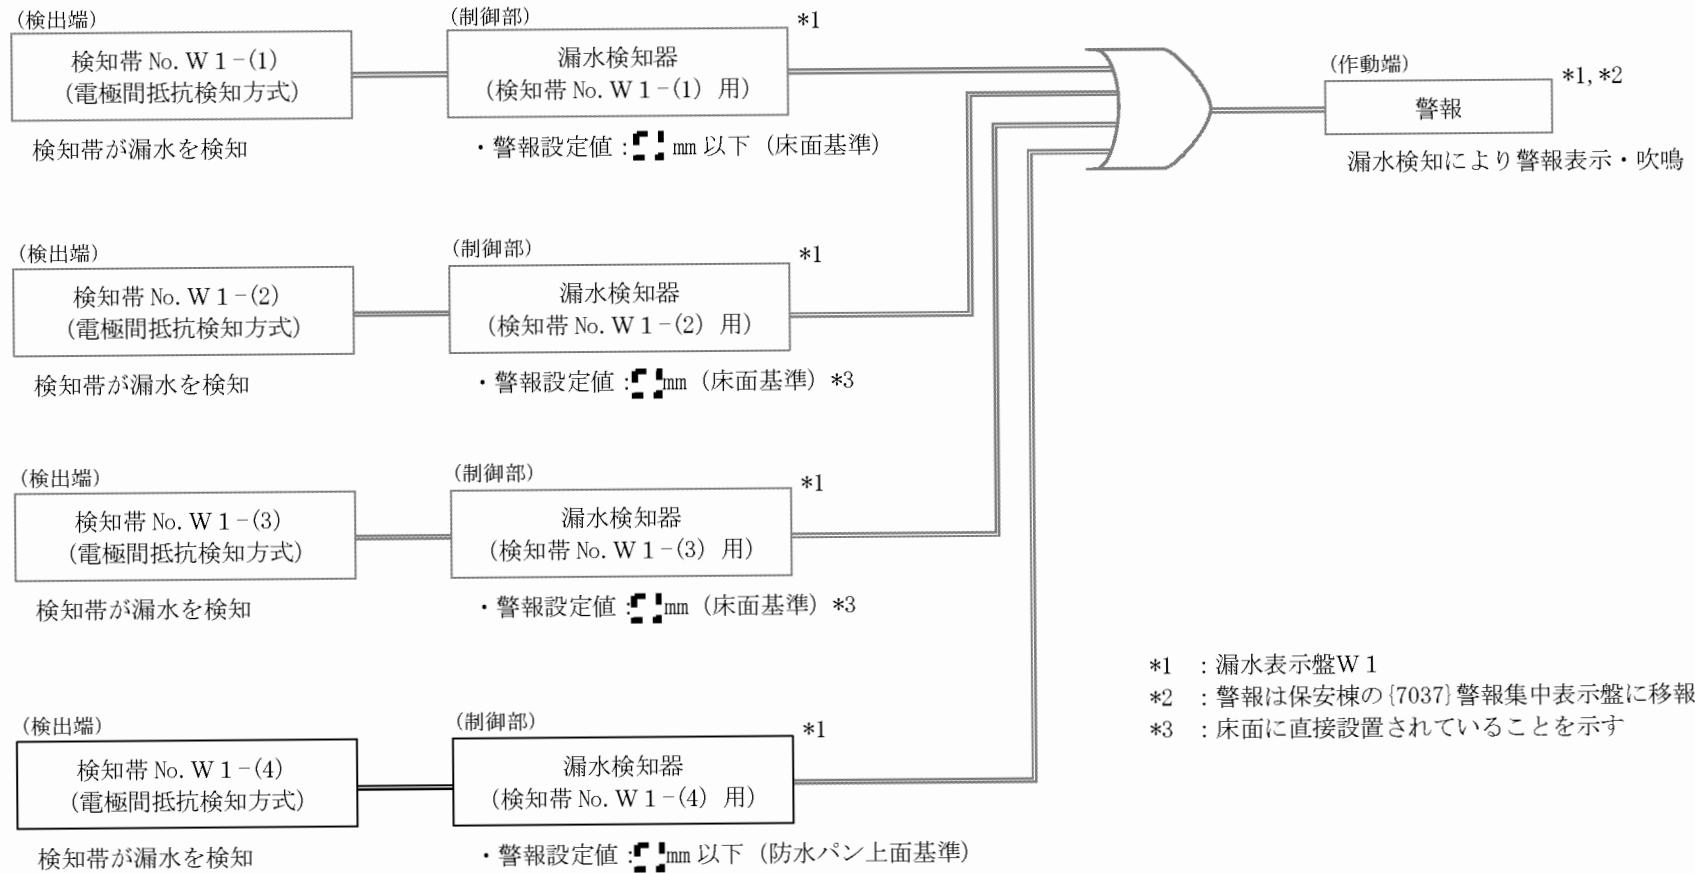 (検出端)
検知帯 No. W1-(1)
(電極間抵抗検知方式)
検知帯が漏水を検知
(制御部)
*1
漏水検知器
(検知帯 No. W1-(1) 用)
・警報設定値: mm 以下 (床面基準)
(作動端)
*1, *2
警報
漏水検知により警報表示・吹鳴
(検出端)
検知帯 No. W1-(2)
(電極間抵抗検知方式)
検知帯が漏水を検知
(制御部)
*1
漏水検知器
(検知帯 No. W1-(2) 用)
・警報設定値: mm (床面基準) *3
(検出端)
検知帯 No. W1-(3)
(電極間抵抗検知方式)
検知帯が漏水を検知
(制御部)
*1
漏水検知器
(検知帯 No. W1-(3) 用)
・警報設定値: mm (床面基準) *3
(検出端)
検知帯 No. W1-(4)
(電極間抵抗検知方式)
検知帯が漏水を検知
(制御部)
*1
漏水検知器
(検知帯 No. W1-(4) 用)
・警報設定値: mm 以下 (防水パン上面基準)
*1 :漏水表示盤W1
*2 :警報は保安棟の{7037}警報集中表示盤に移報
*3 :床面に直接設置されていることを示す